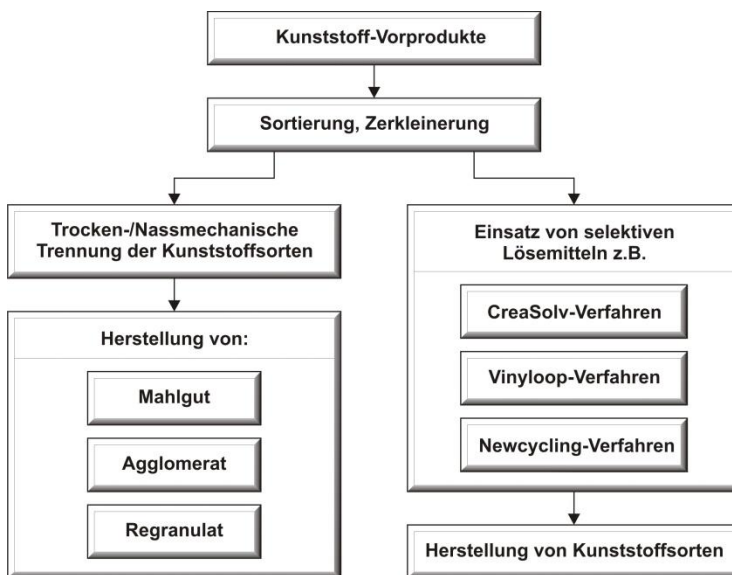 Kunststoff-Vorprodukte
Sortierung, Zerkleinerung
Trocken-/Nassmechanische
Trennung der Kunststoffsorten
Herstellung von:
Mahlgut
Agglomerat
Regranulat
Einsatz von selektiven
Lösemitteln z.B.
CreaSolv-Verfahren
Vinyloop-Verfahren
Newcycling-Verfahren
Herstellung von Kunststoffsorten